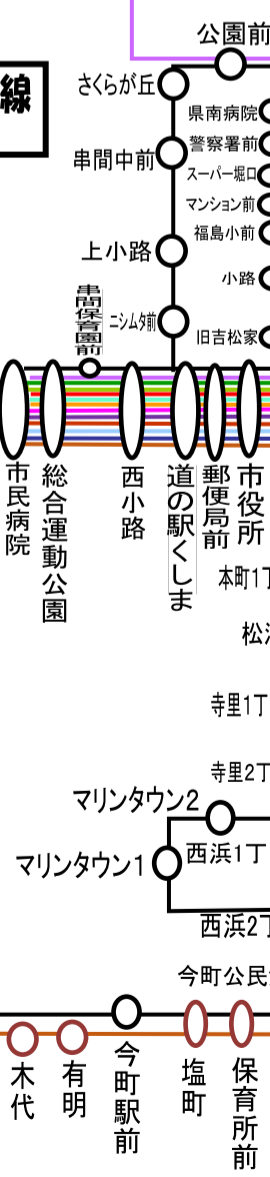 線
公園前
さくらが丘
県南病院
警察署前
串間中前
スーパー堀口
マンション前
福島小前
上小路
小路
串間保育園前
ニシムタ前
旧吉松家
市民病院
総合運動公園
西小路
道の駅くしま
郵便局前
市役所
本町1丁
松
寺里1丁
寺里2丁
マリンタウン2
マリンタウン1
西浜1丁
西浜2丁
今町公民
木代
有明
今町駅前
塩町
保育所前